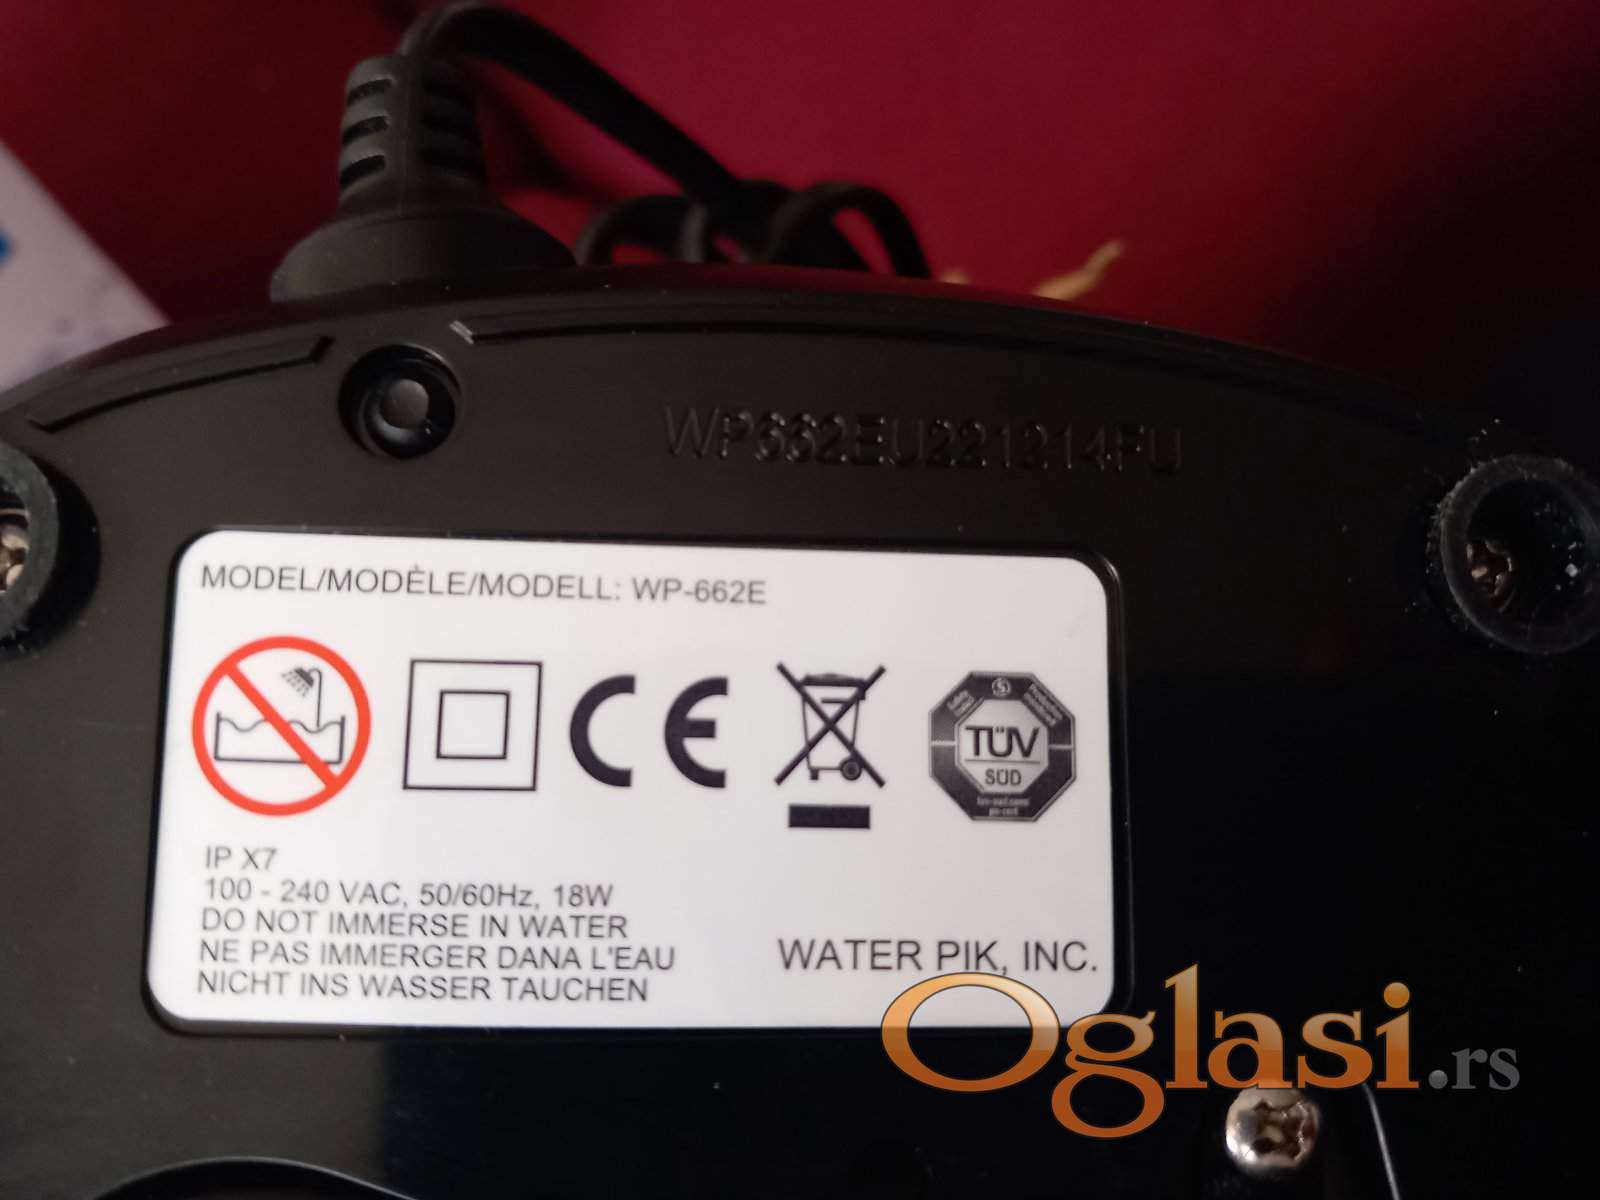 WP662EU221214FU
MODEL/MODÈLE/MODELL: WP-662E
CE
TÜV
SÜD
IP X7
100 - 240 VAC, 50/60Hz, 18W
DO NOT IMMERSE IN WATER
NE PAS IMMERGER DANA L'EAU
NICHT INS WASSER TAUCHEN
WATER PIK, INC.
Oglasi.rs